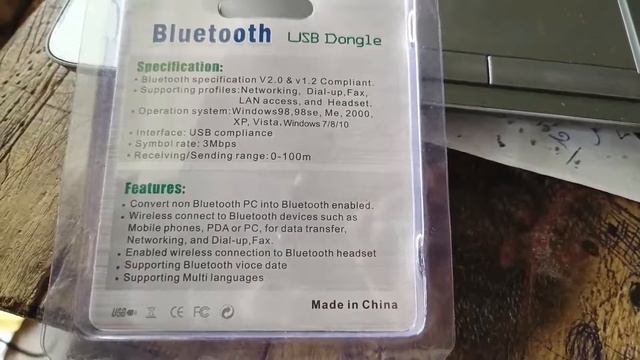 Bluetooth USB Dongle
Specification:
• Bluetooth specification V2.0 & v1.2 Compliant.
• Supporting profiles:Networking, Dial-up,Fax,
LAN access, and Headset.
• Operation system:Windows98,98se, Me, 2000,
XP, Vista. Windows 7/8/10
• Interface: USB compliance
• Symbol rate: 3Mbps
• Receiving/Sending range: 0-100m
Features:
• Convert non Bluetooth PC into Bluetooth enabled.
• Wireless connect to Bluetooth devices such as
Mobile phones, PDA or PC, for data transfer,
Networking, and Dial-up,Fax.
• Enabled wireless connection to Bluetooth headset
• Supporting Bluetooth vioce date
• Supporting Multi languages
USB CE FC
Made in China